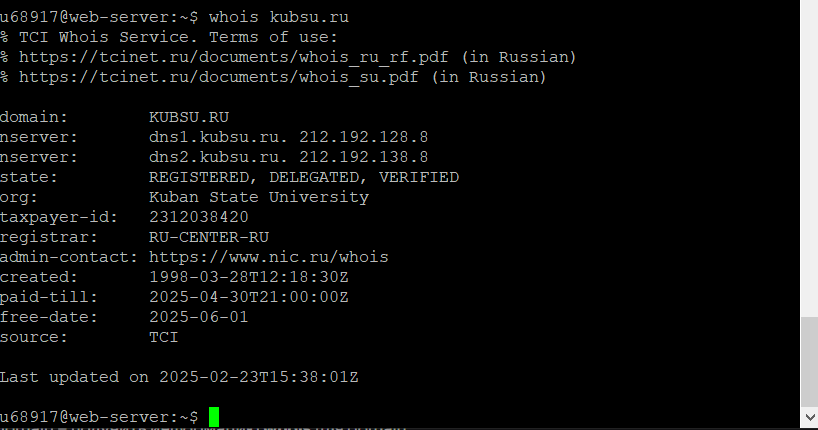 u68917@web-server:~$ whois kubsu.ru
% TCI Whois Service. Terms of use:
% https://tcinet.ru/documents/whois_ru_rf.pdf (in Russian)
% https://tcinet.ru/documents/whois_su.pdf (in Russian)
domain:        KUBSU.RU
nserver:       dns1.kubsu.ru. 212.192.128.8
nserver:       dns2.kubsu.ru. 212.192.138.8
state:         REGISTERED, DELEGATED, VERIFIED
org:           Kuban State University
taxpayer-id:   2312038420
registrar:     RU-CENTER-RU
admin-contact: https://www.nic.ru/whois
created:       1998-03-28T12:18:30Z
paid-till:     2025-04-30T21:00:00Z
free-date:     2025-06-01
source:        TCI
Last updated on 2025-02-23T15:38:01Z
u68917@web-server:~$